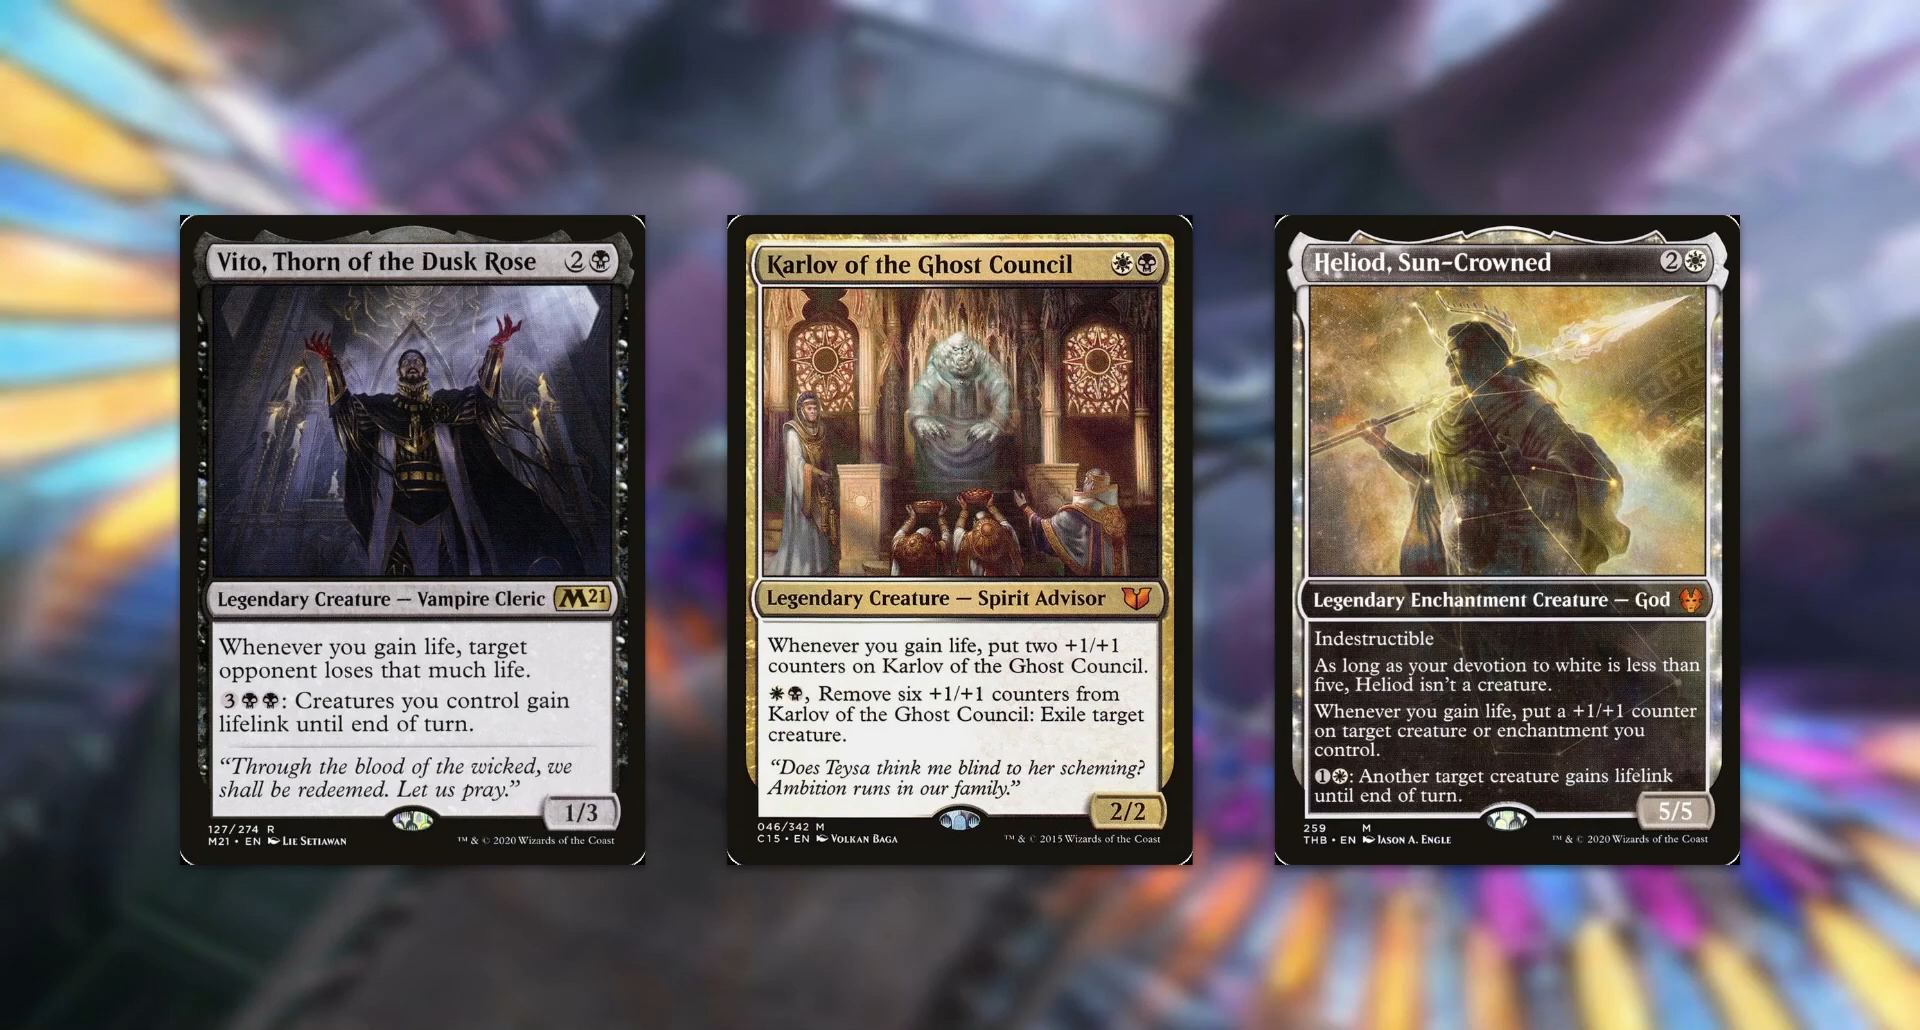 Vito, Thorn of the Dusk Rose 2
Legendary Creature — Vampire Cleric M21
Whenever you gain life, target
opponent loses that much life.
3: Creatures you control gain
lifelink until end of turn.
“Through the blood of the wicked, we
shall be redeemed. Let us pray.”
1/3
127/274 R
M21 • EN LIE SETIAWAN
™ & © 2020 Wizards of the Coast
Karlov of the Ghost Council
Legendary Creature — Spirit Advisor
Whenever you gain life, put two +1/+1
counters on Karlov of the Ghost Council.
, Remove six +1/+1 counters from
Karlov of the Ghost Council: Exile target
creature.
“Does Teysa think me blind to her scheming?
Ambition runs in our family.”
2/2
046/342 M
C15 • EN VOLKAN BAGA
™ & © 2015 Wizards of the Coast
Heliod, Sun-Crowned 2
Legendary Enchantment Creature — God
Indestructible
As long as your devotion to white is less than
five, Heliod isn't a creature.
Whenever you gain life, put a +1/+1 counter
on target creature or enchantment you
control.
1: Another target creature gains lifelink
until end of turn.
5/5
259 M
THB • EN JASON A. ENGLE
™ & © 2020 Wizards of the Coast